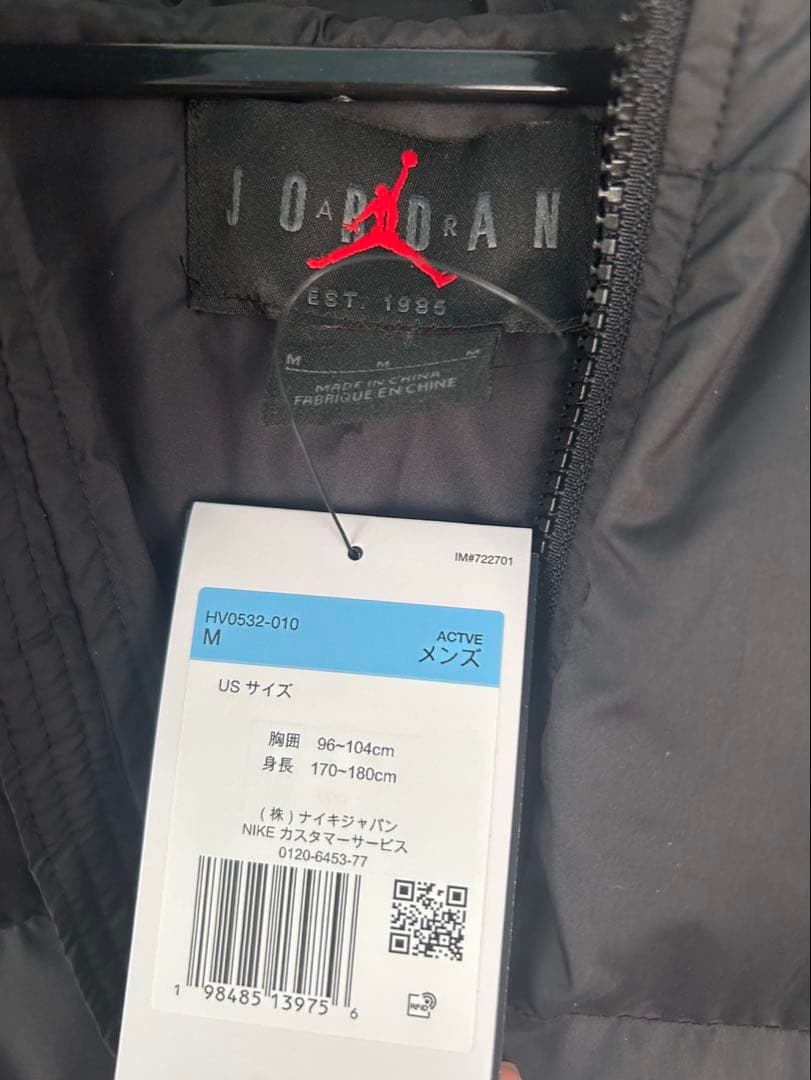 JORDAN
AIR
EST. 1985
M M M
MADE IN CHINA
FABRIQUE EN CHINE
IM#722701
HV0532-010
M
ACTVE
メンズ
US サイズ
胸囲 96~104cm
身長 170~180cm
(株)ナイキジャパン
NIKE カスタマーサービス
0120-6453-77
1 98485 13975 6
RFID